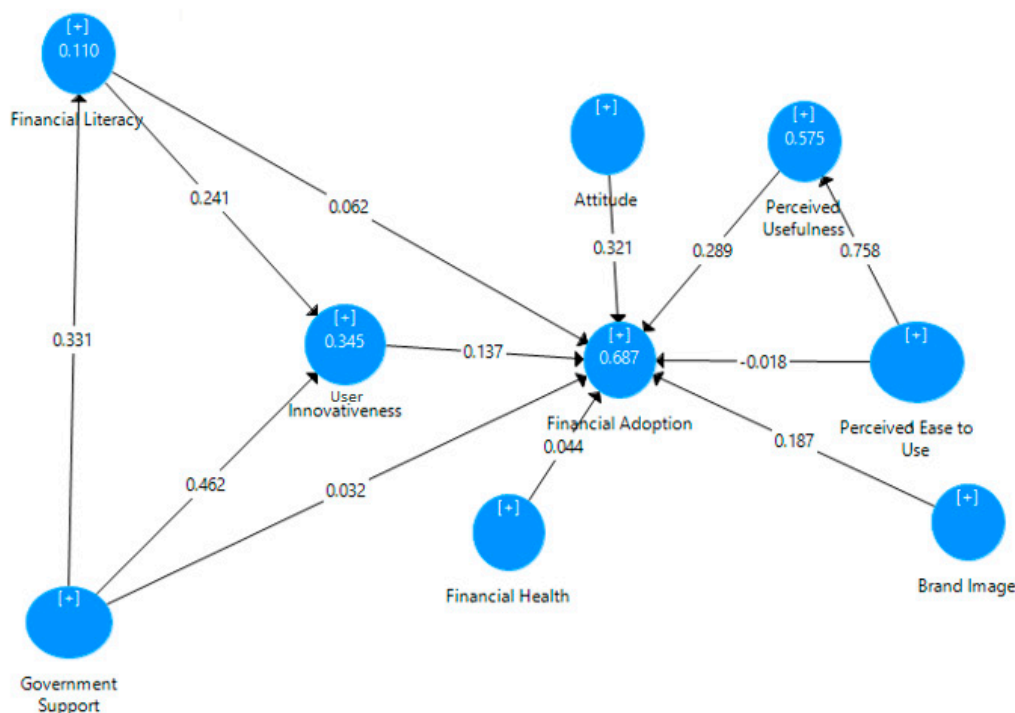 [+]
0.110
Financial Literacy
[+]
Attitude
[+]
0.575
Perceived
Usefulness
0.241
0.062
0.321
0.289
0.758
0.331
[+]
0.345
User
Innovativeness
0.137
[+]
0.687
Financial Adoption
-0.018
[+]
Perceived Ease to
Use
0.044
0.187
0.462
0.032
[+]
Financial Health
[+]
Brand Image
[+]
Government
Support